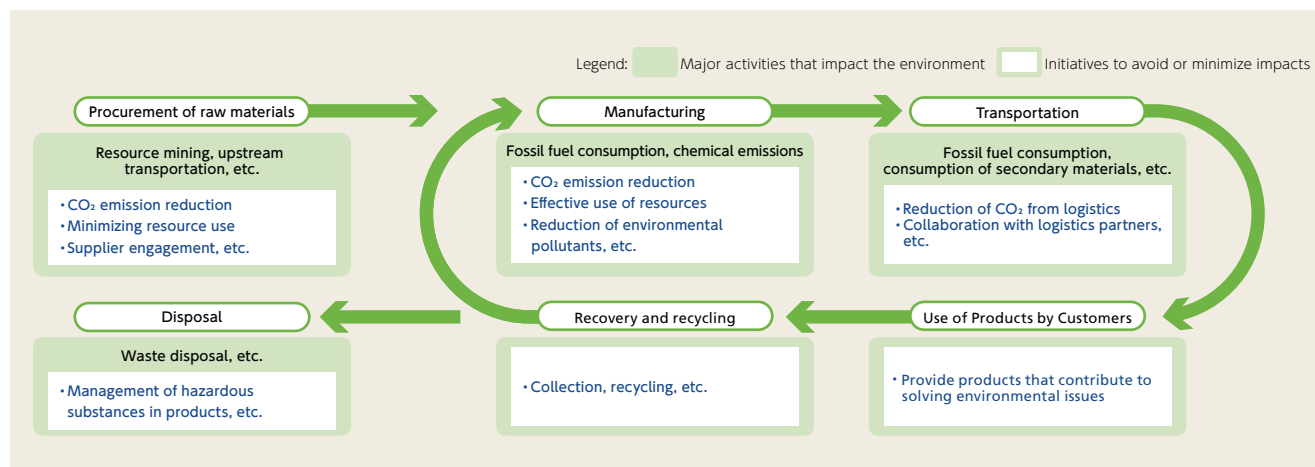 Legend: Major activities that impact the environment Initiatives to avoid or minimize impacts
Procurement of raw materials
Resource mining, upstream
transportation, etc.
・CO₂ emission reduction
・Minimizing resource use
・Supplier engagement, etc.
Manufacturing
Fossil fuel consumption, chemical emissions
・CO₂ emission reduction
・Effective use of resources
・Reduction of environmental
pollutants, etc.
Transportation
Fossil fuel consumption,
consumption of secondary materials, etc.
・Reduction of CO₂ from logistics
・Collaboration with logistics partners,
etc.
Use of Products by Customers
・Provide products that contribute to
solving environmental issues
Recovery and recycling
・Collection, recycling, etc.
Disposal
Waste disposal, etc.
・Management of hazardous
substances in products, etc.